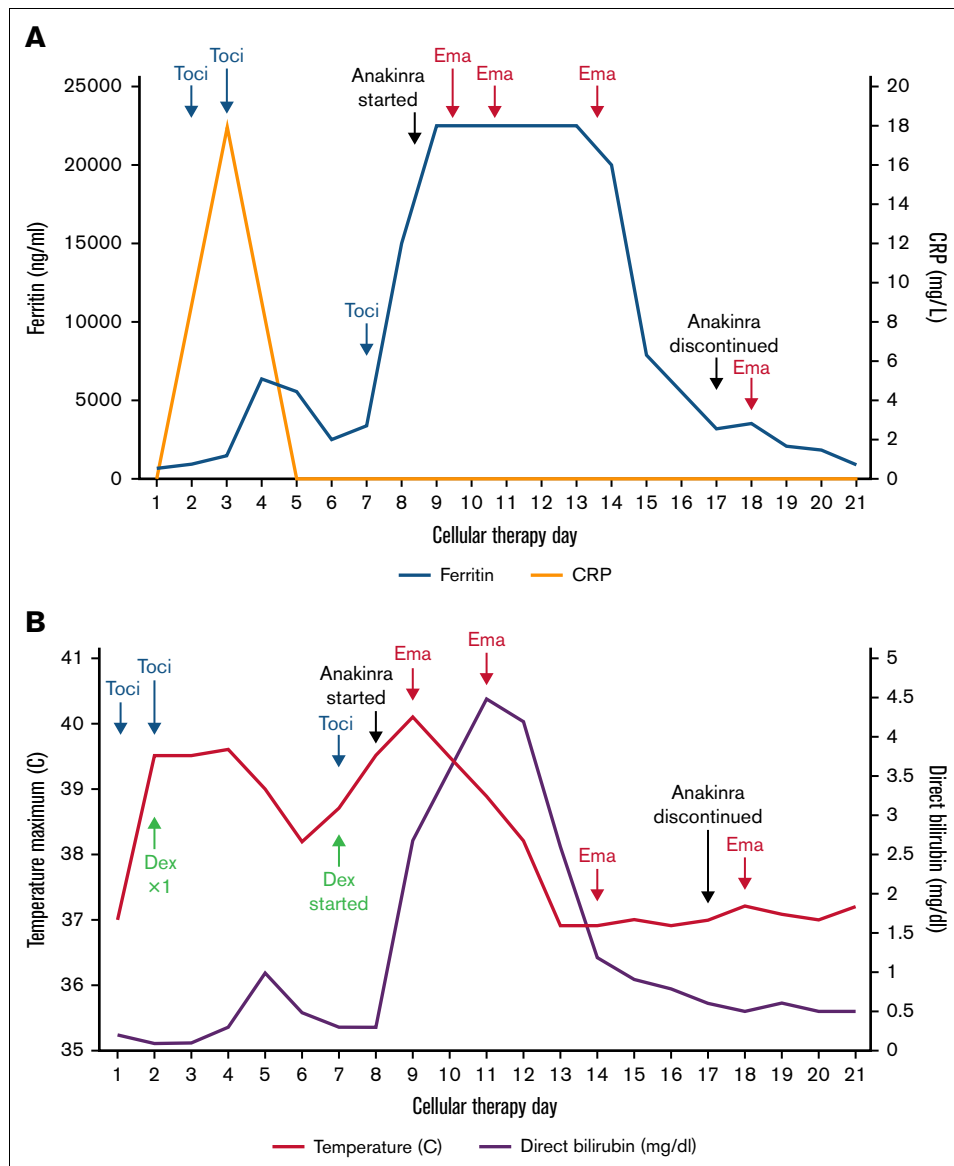 A
Toci
Toci
Anakinra
started
Ema
Ema
Ema
25000
20000
15000
10000
5000
0
Ferritin (ng/ml)
Toci
Anakinra
discontinued
Ema
20
18
16
14
12
10
8
6
4
2
0
CRP (mg/L)
1 2 3 4 5 6 7 8 9 10 11 12 13 14 15 16 17 18 19 20 21
Cellular therapy day
Ferritin CRP
B
41
40
39
38
37
36
35
Temperature maximum (C)
Toci
Toci
Dex
×1
Toci
Dex
started
Anakinra
started
Ema
Ema
Ema
Anakinra
discontinued
Ema
5
4.5
4
3.5
3
2.5
2
1.5
1
0.5
0
Direct bilirubin (mg/dl)
1 2 3 4 5 6 7 8 9 10 11 12 13 14 15 16 17 18 19 20 21
Cellular therapy day
Temperature (C) Direct bilirubin (mg/dl)